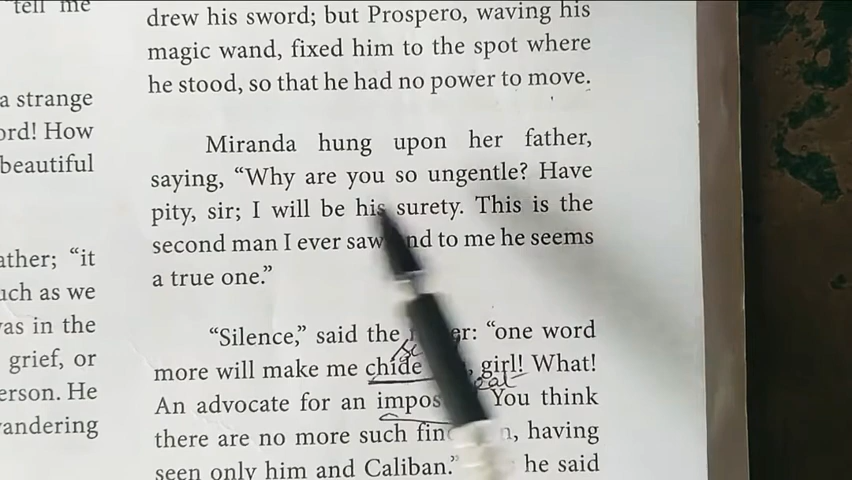 tell me
a strange
ord! How
beautiful
ather; “it
uch as we
vas in the
grief, or
erson. He
vandering
drew his sword; but Prospero, waving his
magic wand, fixed him to the spot where
he stood, so that he had no power to move.
Miranda hung upon her father,
saying, “Why are you so ungentle? Have
pity, sir; I will be his surety. This is the
second man I ever saw nd to me he seems
a true one.”
“Silence,” said the er: “one word
more will make me chide , girl! What!
An advocate for an impos You think
there are no more such fin n, having
seen only him and Caliban.” he said